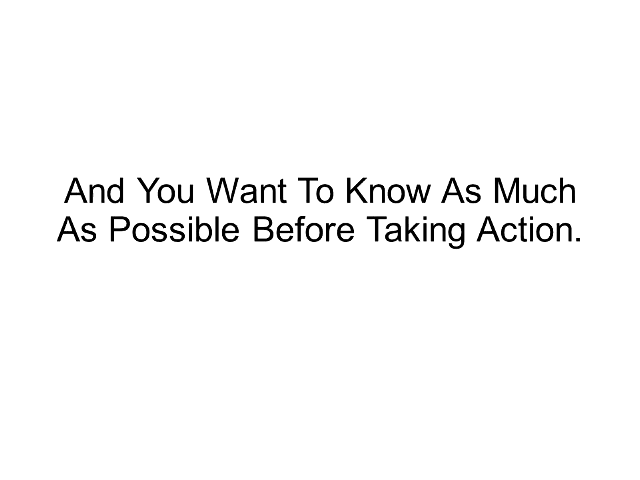 And You Want To Know As Much
As Possible Before Taking Action.